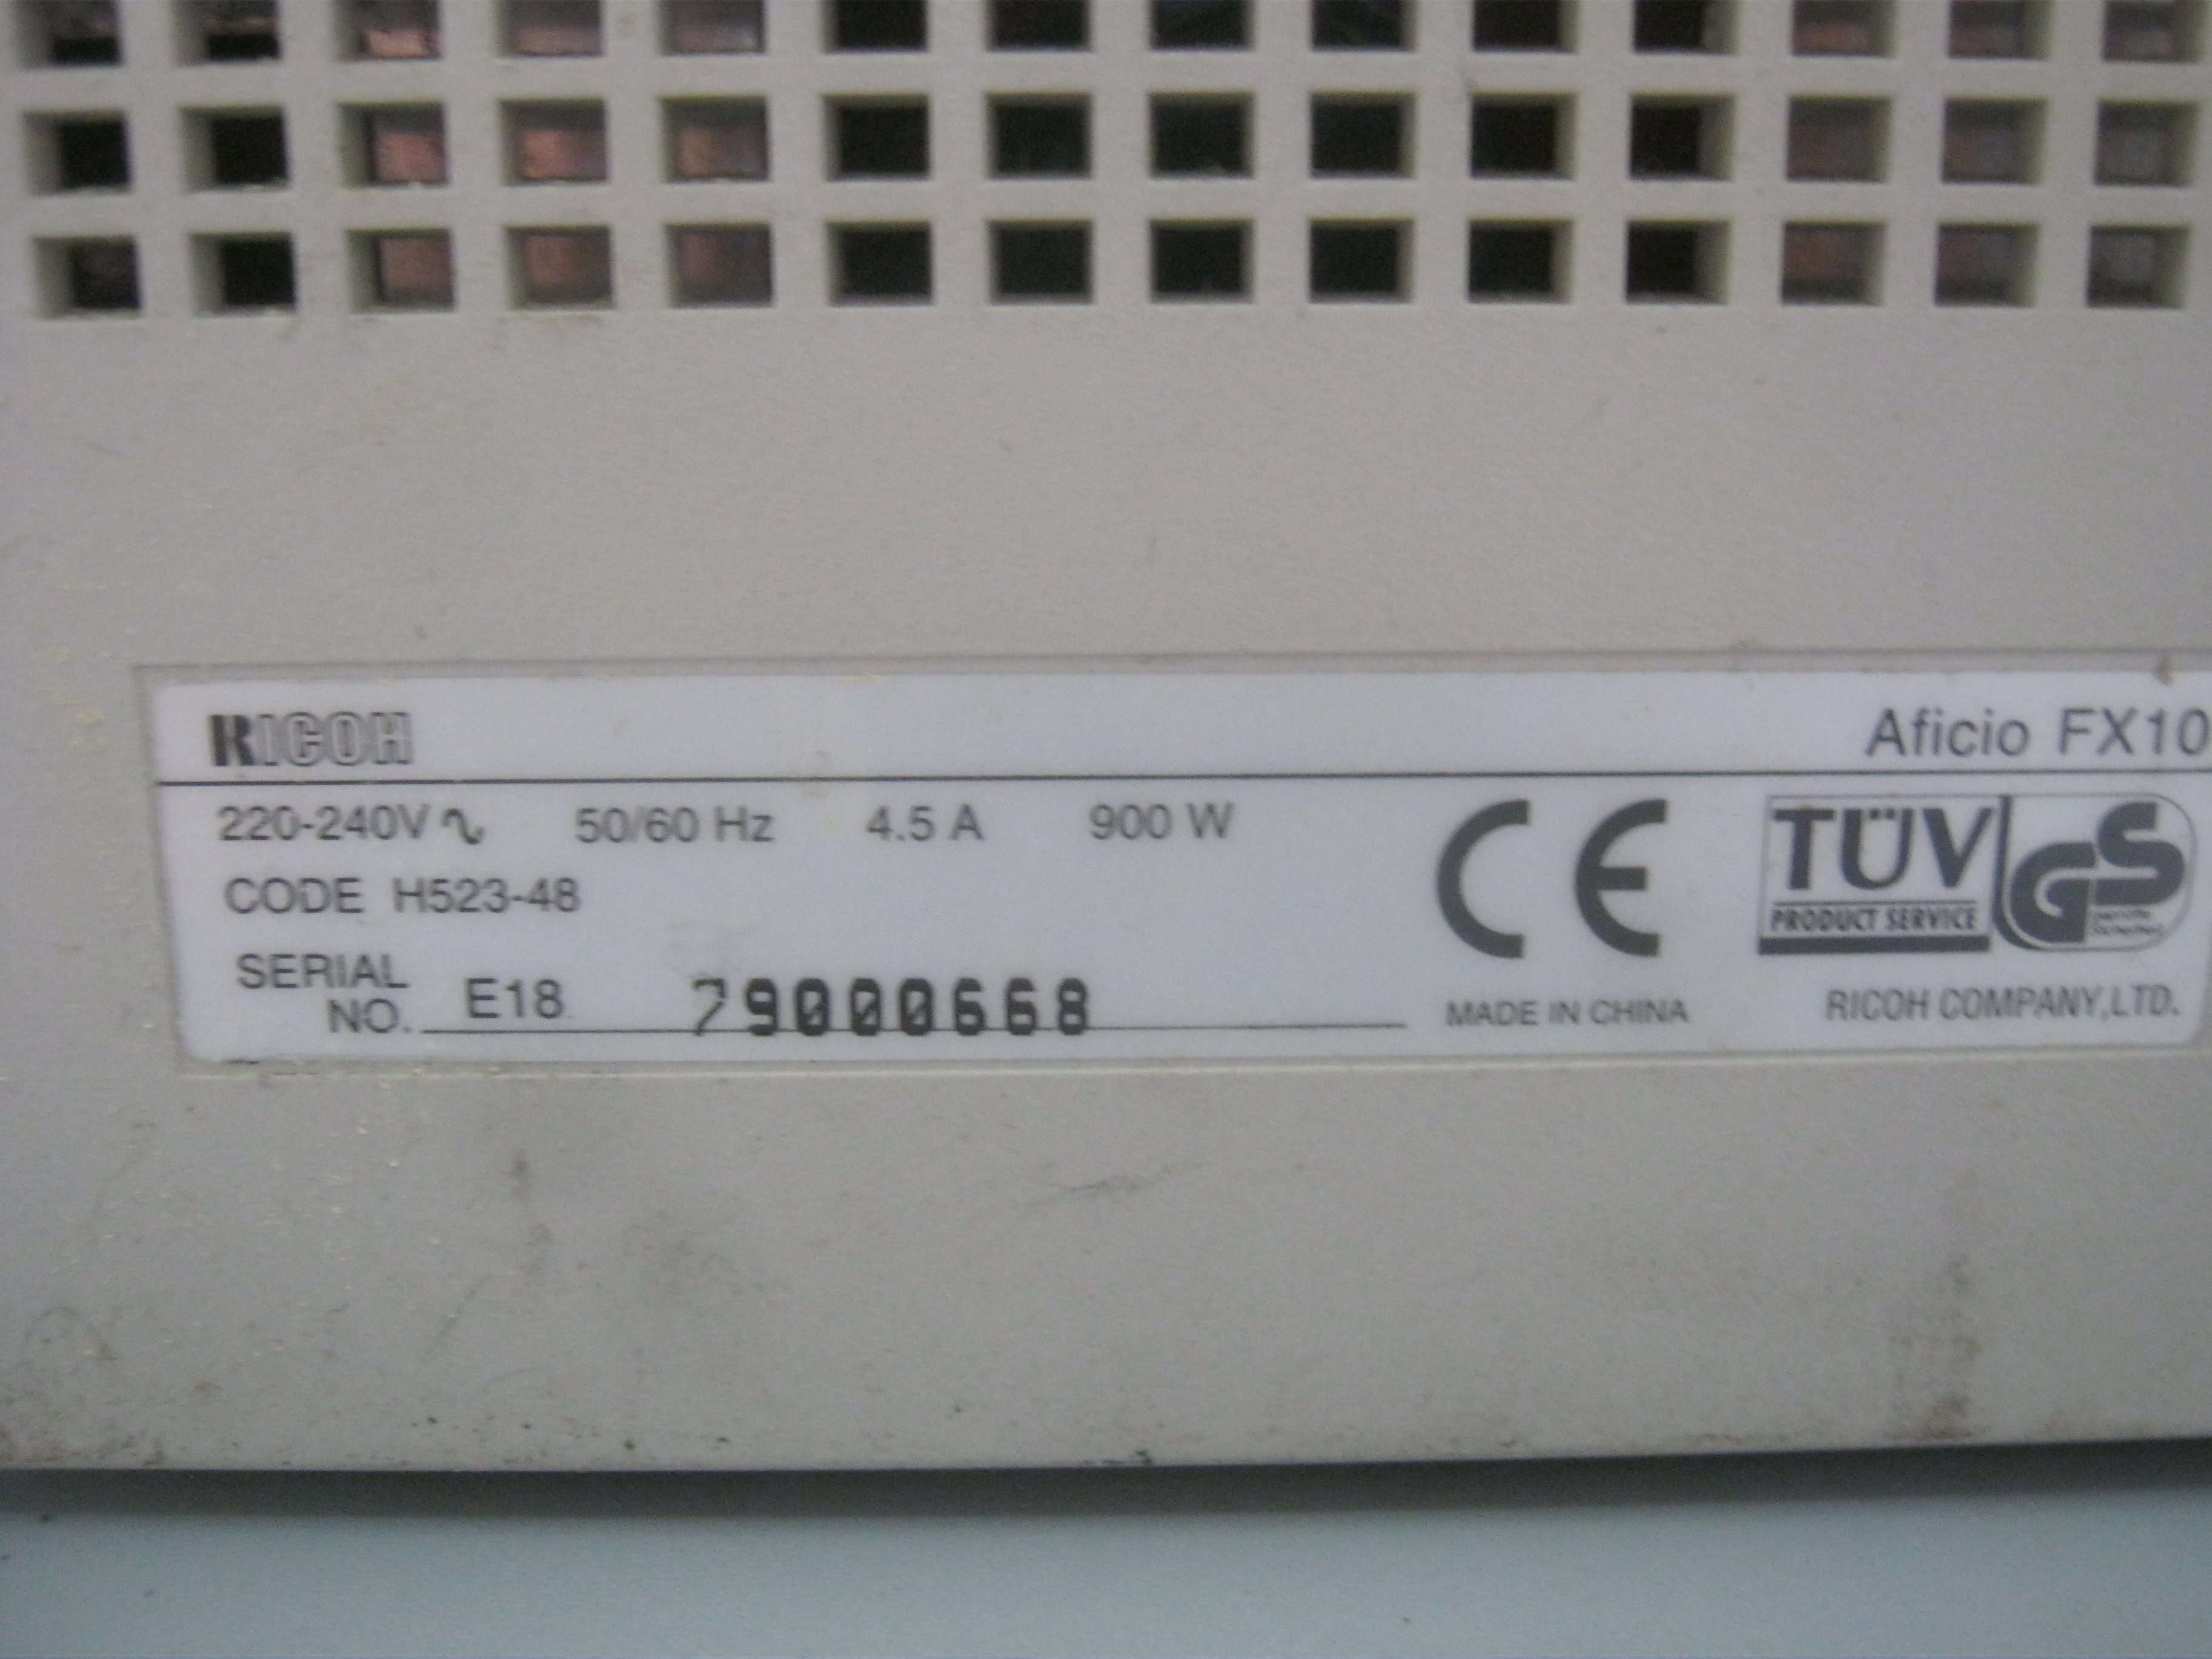 RICOH Aficio FX10
220-240V∿ 50/60 Hz 4.5 A 900 W
CODE H523-48
SERIAL
NO. E18 79000668
CE
TÜV
PRODUCT SERVICE
GS
MADE IN CHINA
RICOH COMPANY,LTD.